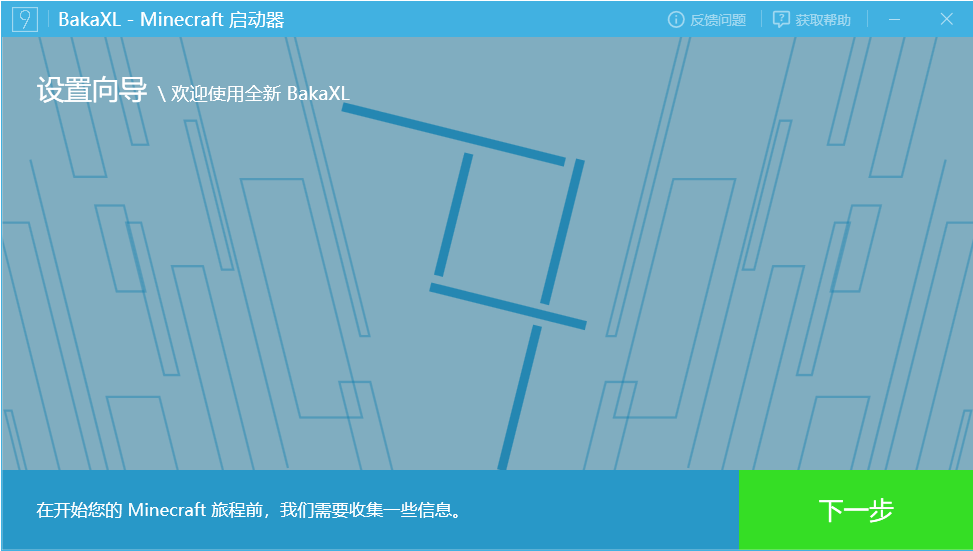 BakaXL - Minecraft 启动器
反馈问题
获取帮助
设置向导 \ 欢迎使用全新 BakaXL
在开始您的 Minecraft 旅程前，我们需要收集一些信息。
下一步